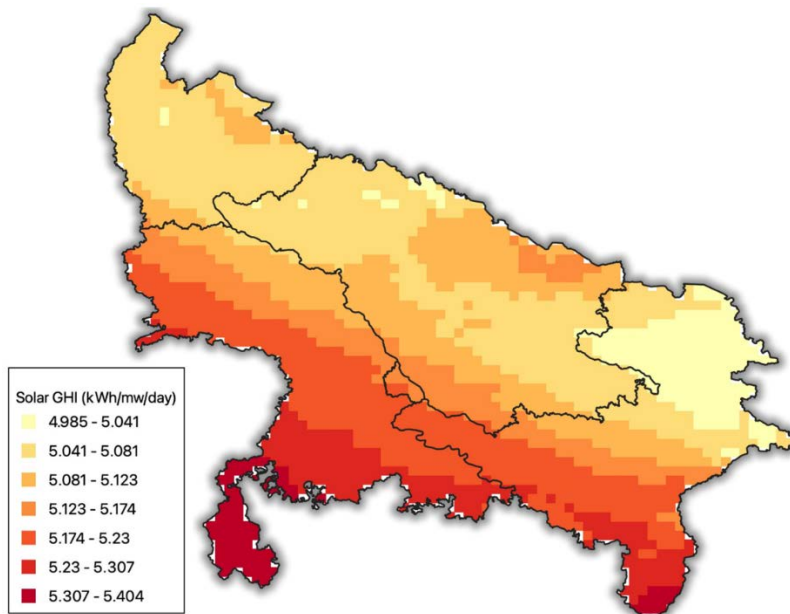 Solar GHI (kWh/mw/day)
4.985 - 5.041
5.041 - 5.081
5.081 - 5.123
5.123 - 5.174
5.174 - 5.23
5.23 - 5.307
5.307 - 5.404